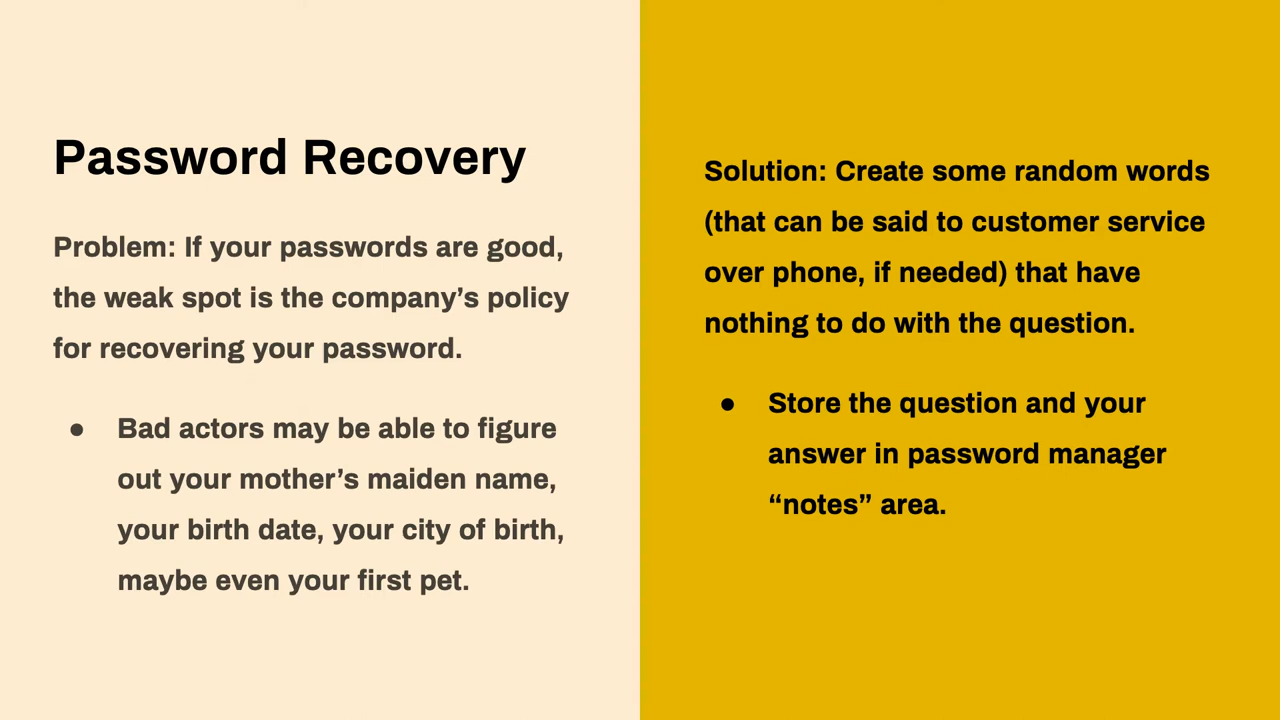 Password Recovery
Problem: If your passwords are good,
the weak spot is the company’s policy
for recovering your password.
● Bad actors may be able to figure
out your mother’s maiden name,
your birth date, your city of birth,
maybe even your first pet.
Solution: Create some random words
(that can be said to customer service
over phone, if needed) that have
nothing to do with the question.
● Store the question and your
answer in password manager
“notes” area.